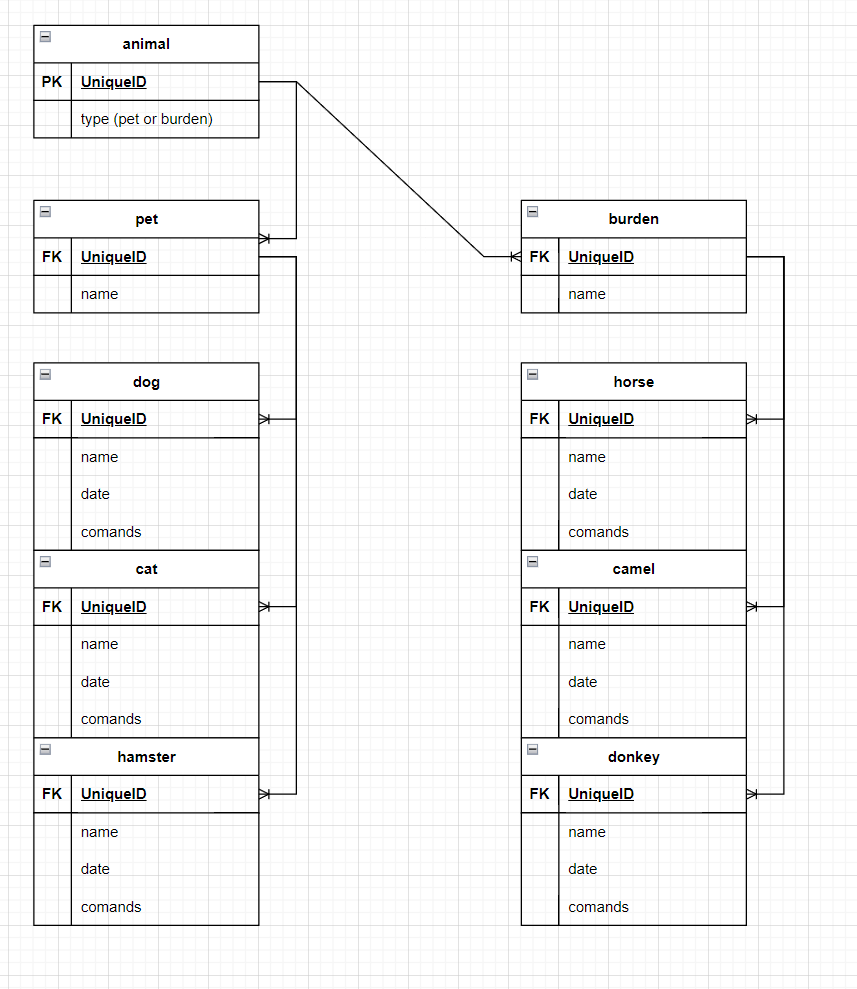 animal
PK UniqueID
type (pet or burden)
pet
FK UniqueID
name
burden
FK UniqueID
name
dog
FK UniqueID
name
date
comands
cat
FK UniqueID
name
date
comands
hamster
FK UniqueID
name
date
comands
horse
FK UniqueID
name
date
comands
camel
FK UniqueID
name
date
comands
donkey
FK UniqueID
name
date
comands